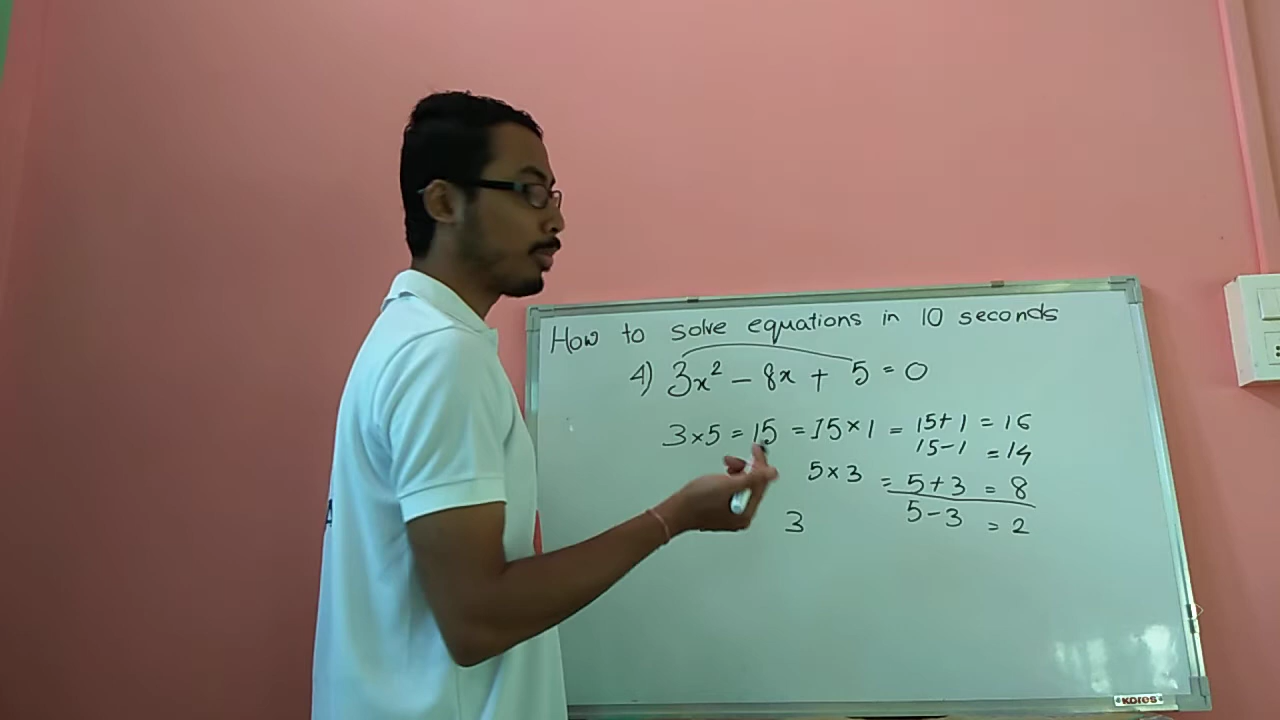 How to solve equations in 10 seconds
4) 3x² - 8x + 5 = 0
3×5 = 15 = 15×1 = 15+1 = 16
15-1 = 14
5×3 = 5+3 = 8
5-3 = 2
3
KORES